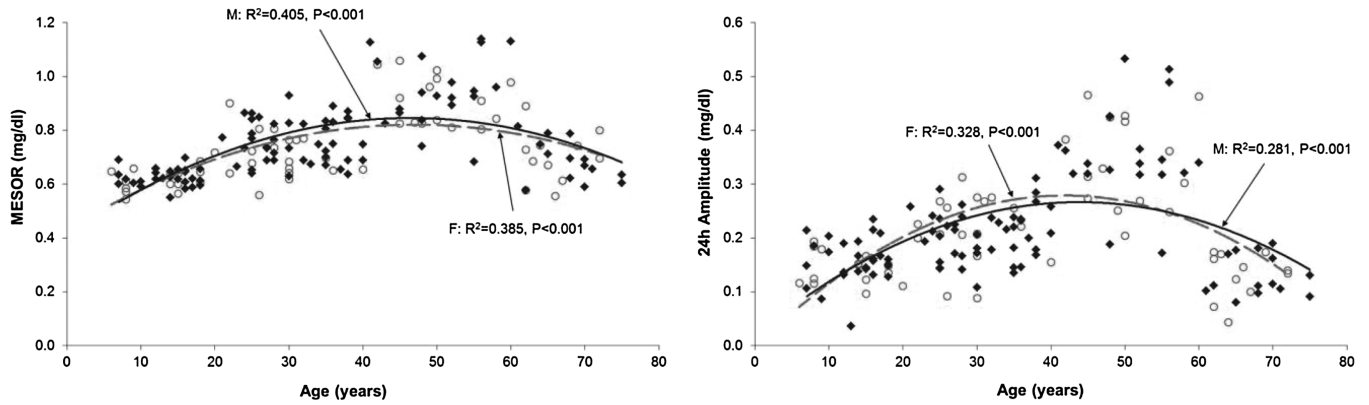 M: R²=0.405, P<0.001
1.2
1.0
0.8
0.6
0.4
0.2
0.0
MESOR (mg/dl)
F: R²=0.385, P<0.001
0 10 20 30 40 50 60 70 80
Age (years)
0.6
0.5
0.4
0.3
0.2
0.1
0.0
24h Amplitude (mg/dl)
F: R²=0.328, P<0.001
M: R²=0.281, P<0.001
0 10 20 30 40 50 60 70 80
Age (years)